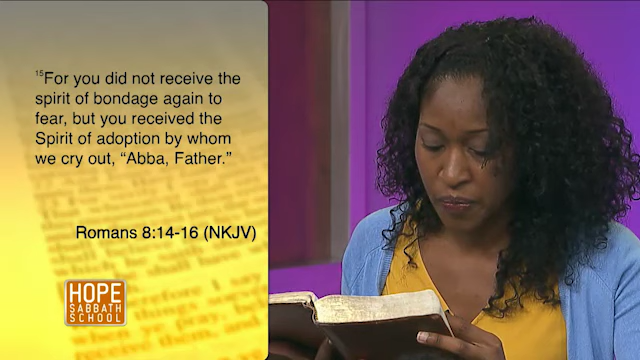 15For you did not receive the
spirit of bondage again to
fear, but you received the
Spirit of adoption by whom
we cry out, “Abba, Father.”
Romans 8:14-16 (NKJV)
HOPE
SABBATH
SCHOOL